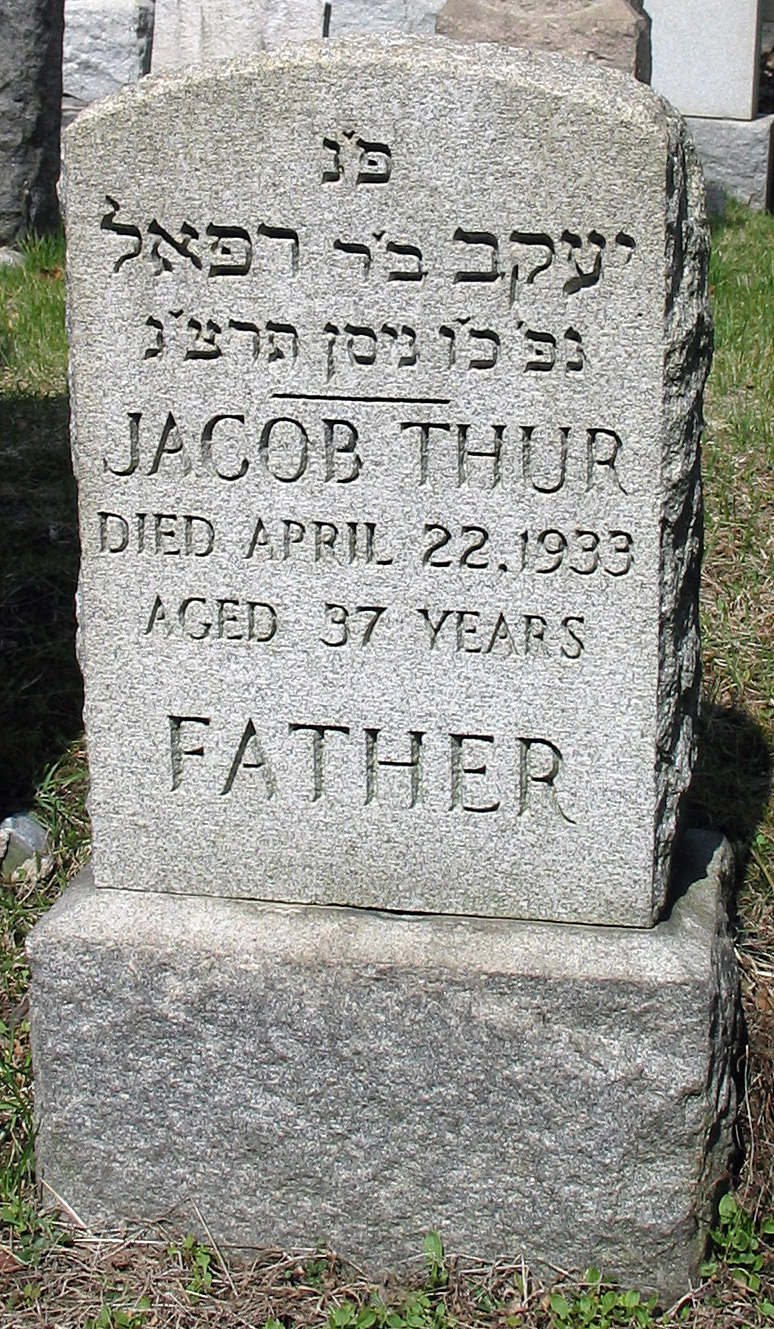 פ"נ
יעקב ב"ר רפאל
נפ' כ"ו ניסן תרצ"ג
JACOB THUR
DIED APRIL 22.1933
AGED 37 YEARS
FATHER